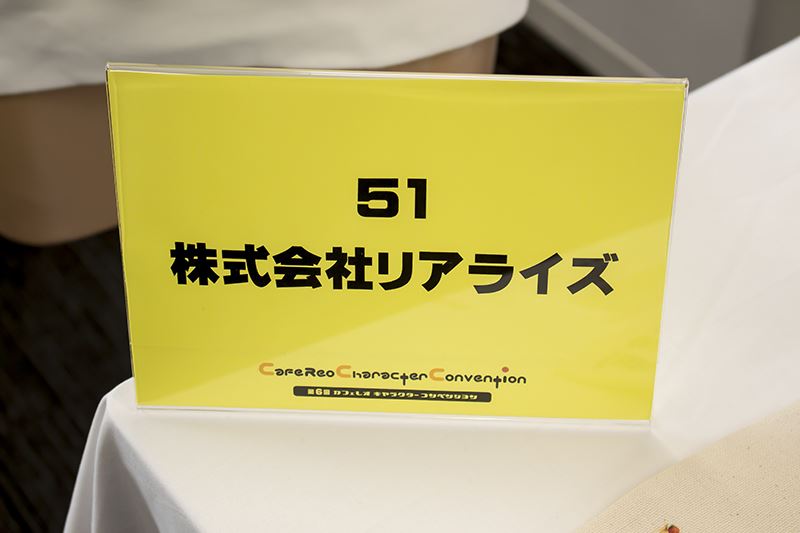 51
株式会社リアライズ
CafeReo Character Convention
第6回 カフェレオ キャラクターコンベンション